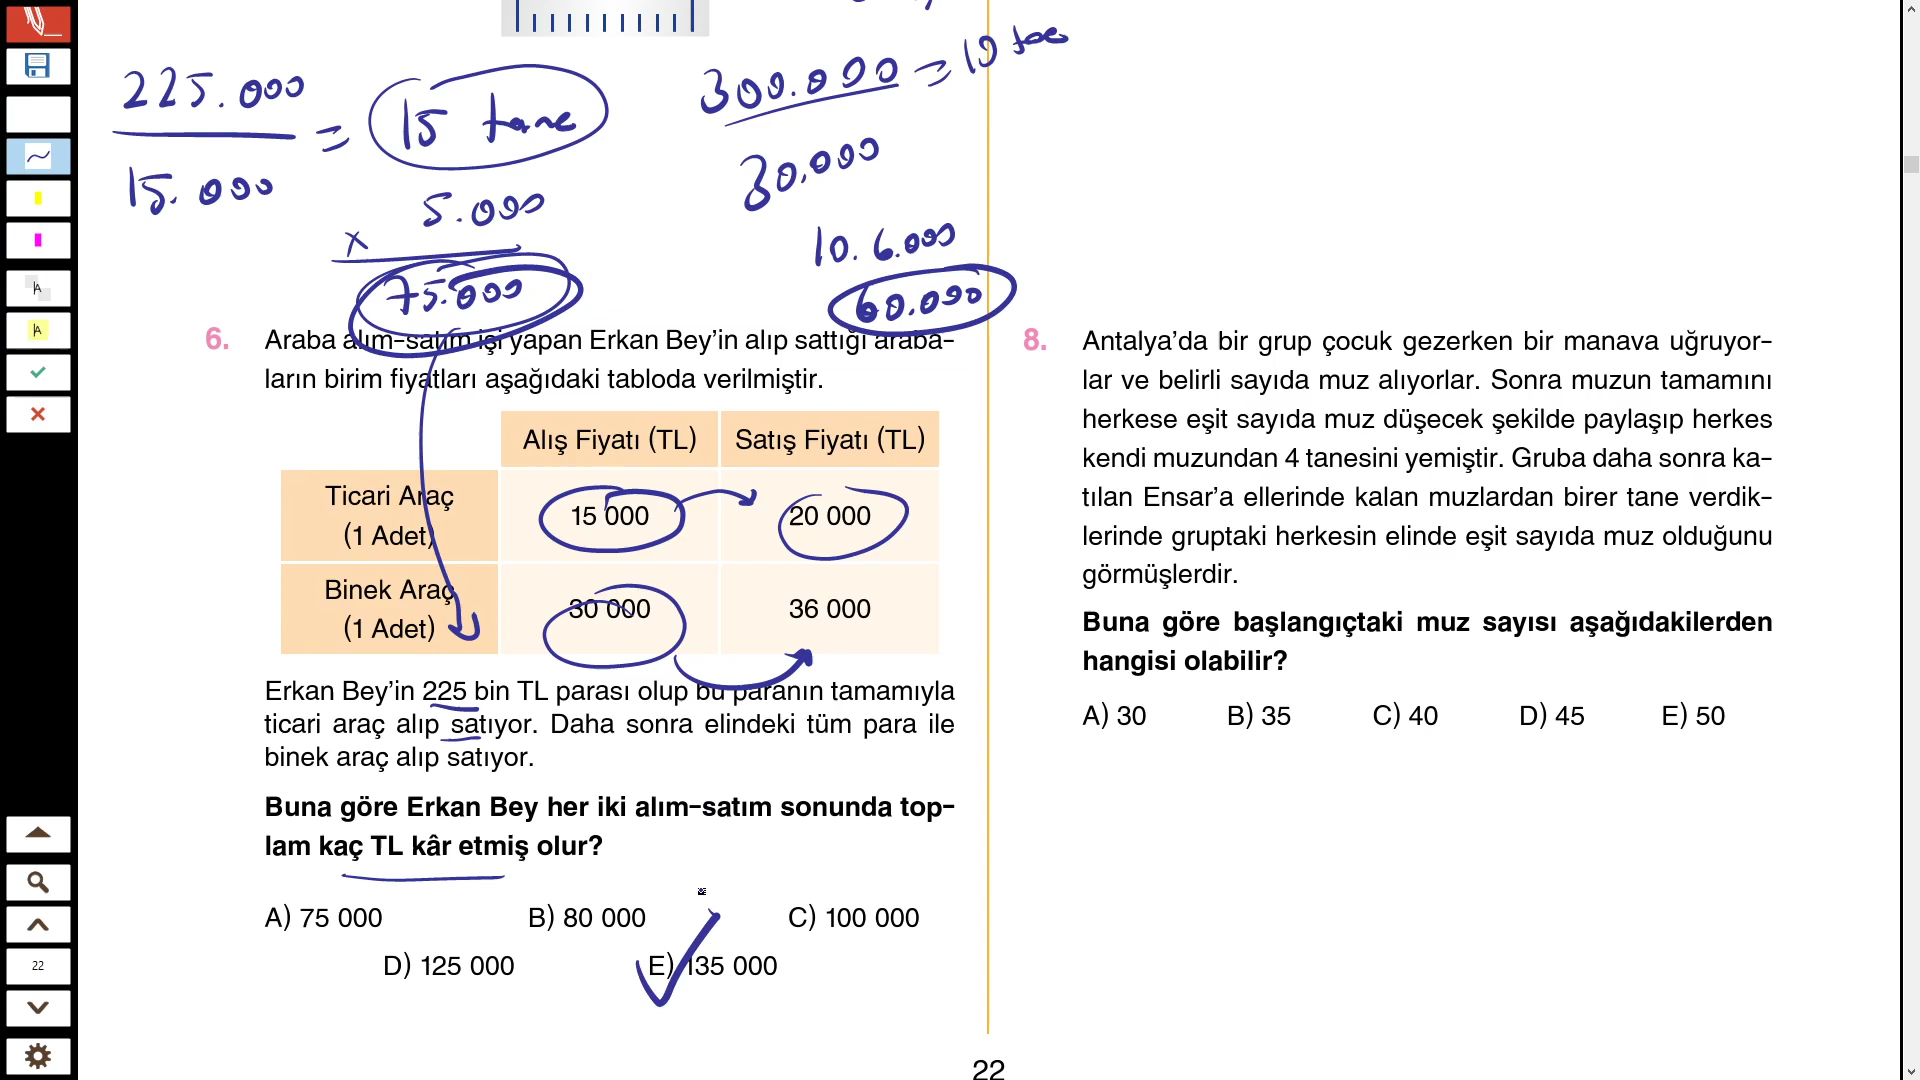 225.000
15.000
= 15 tane
5.000
x
75.000
300.000 = 10 tae
30.000
10. 6.000
60.000
6. Araba alım-satım işi yapan Erkan Bey'in alıp sattığı araba-
ların birim fiyatları aşağıdaki tabloda verilmiştir.
Alış Fiyatı (TL) Satış Fiyatı (TL)
Ticari Araç
(1 Adet)
15 000 20 000
Binek Araç
(1 Adet)
30 000 36 000
Erkan Bey'in 225 bin TL parası olup bu paranın tamamıyla
ticari araç alıp satıyor. Daha sonra elindeki tüm para ile
binek araç alıp satıyor.
Buna göre Erkan Bey her iki alım-satım sonunda top-
lam kaç TL kâr etmiş olur?
A) 75 000 B) 80 000 C) 100 000
D) 125 000 E) 135 000
8. Antalya'da bir grup çocuk gezerken bir manava uğruyor-
lar ve belirli sayıda muz alıyorlar. Sonra muzun tamamını
herkese eşit sayıda muz düşecek şekilde paylaşıp herkes
kendi muzundan 4 tanesini yemiştir. Gruba daha sonra ka-
tılan Ensar'a ellerinde kalan muzlardan birer tane verdik-
lerinde gruptaki herkesin elinde eşit sayıda muz olduğunu
görmüşlerdir.
Buna göre başlangıçtaki muz sayısı aşağıdakilerden
hangisi olabilir?
A) 30 B) 35 C) 40 D) 45 E) 50
22
22